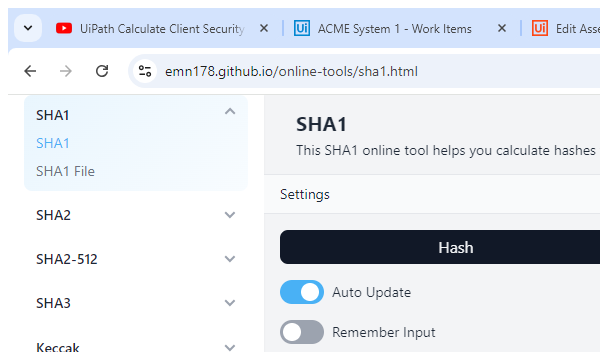 UiPath Calculate Client Security
Ui ACME System 1 - Work Items
Ui Edit Asse
emn178.github.io/online-tools/sha1.html
SHA1
SHA1
SHA1 File
SHA2
SHA2-512
SHA3
Keccak
SHA1
This SHA1 online tool helps you calculate hashes
Settings
Hash
Auto Update
Remember Input